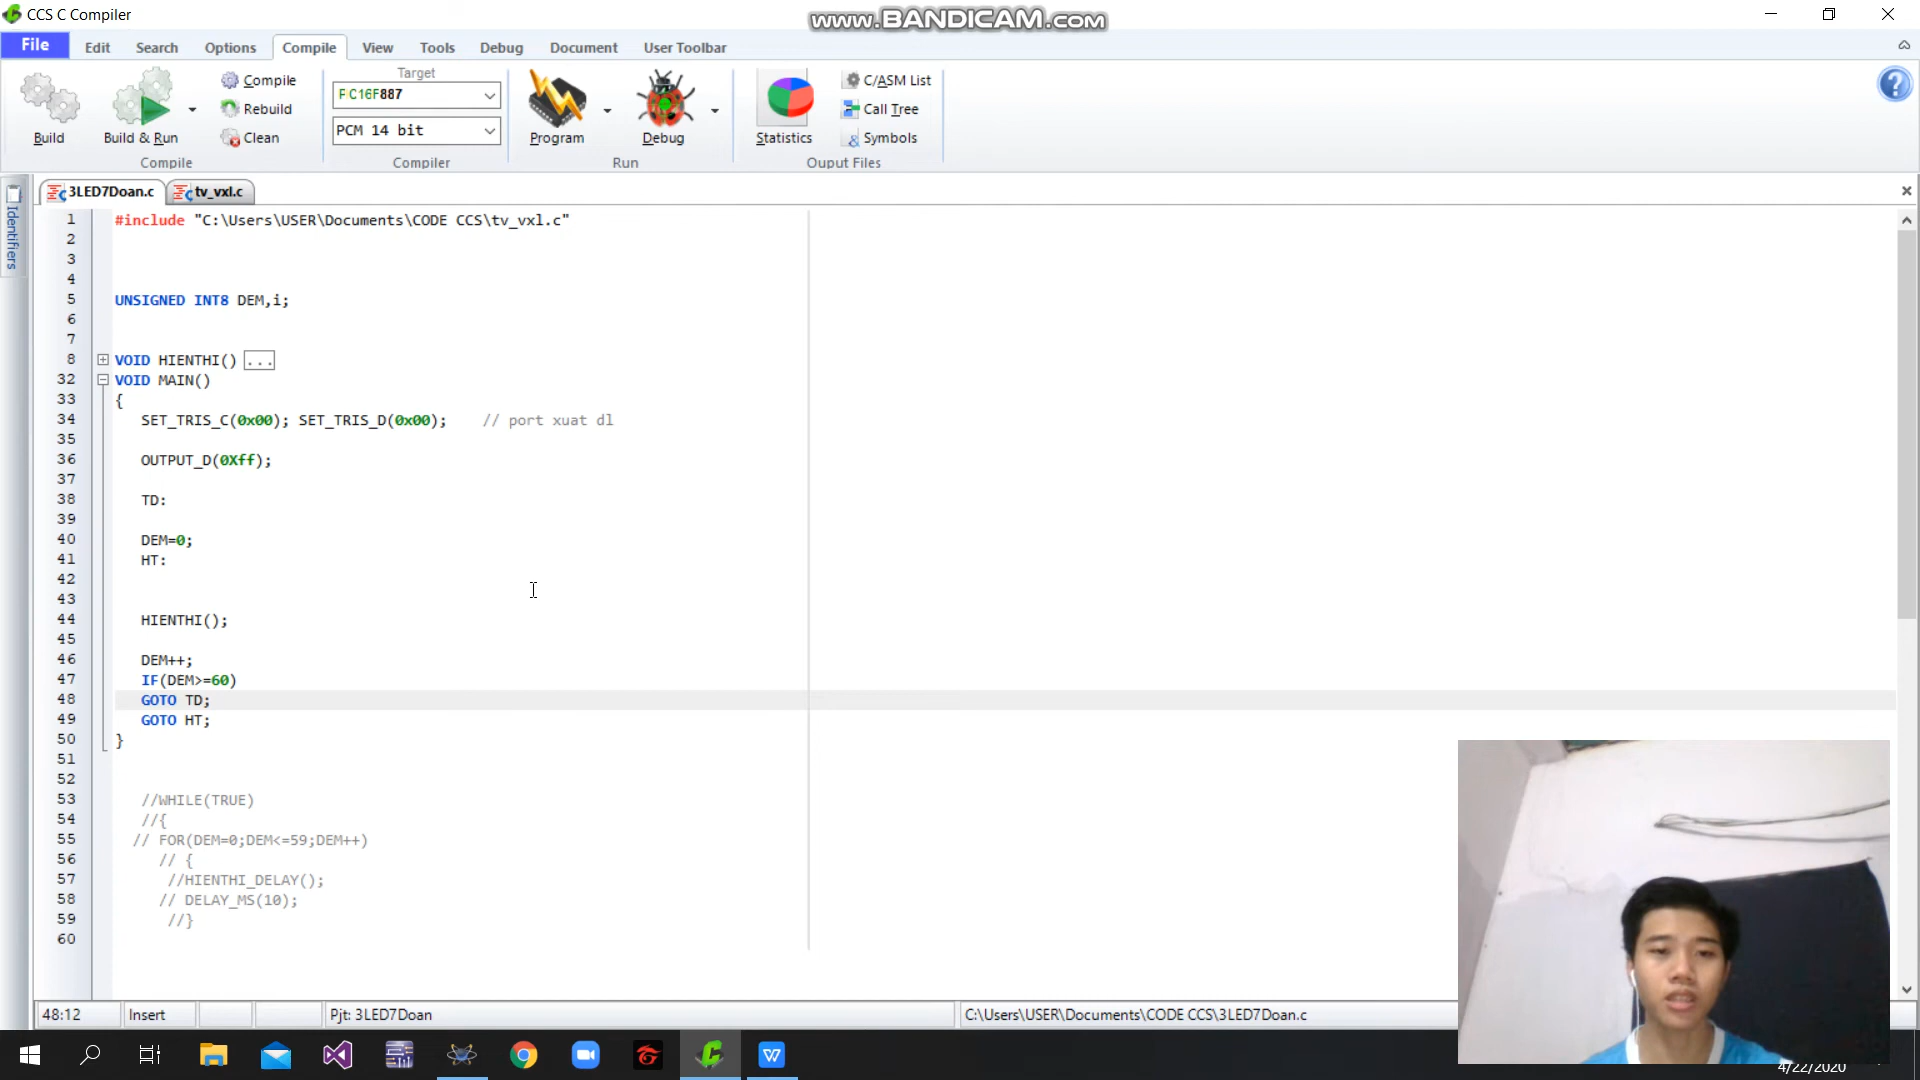 CCS C Compiler
www.BANDICAM.com
File Edit Search Options Compile View Tools Debug Document User Toolbar
Build
Build & Run
Compile
Rebuild
Clean
Compile
Target
PIC16F887
PCM 14 bit
Compiler
Program
Debug
Run
Statistics
C/ASM List
Call Tree
Symbols
Ouput Files
Identifiers
3LED7Doan.c tv_vxl.c
1 #include "C:\Users\USER\Documents\CODE CCS\tv_vxl.c"
2
3
4
5 UNSIGNED INT8 DEM,i;
6
7
8 VOID HIENTHI() ...
32 VOID MAIN()
33 {
34 SET_TRIS_C(0x00); SET_TRIS_D(0x00); // port xuat dl
35
36 OUTPUT_D(0Xff);
37
38 TD:
39
40 DEM=0;
41 HT:
42
43
44 HIENTHI();
45
46 DEM++;
47 IF(DEM>=60)
48 GOTO TD;
49 GOTO HT;
50 }
51
52
53 //WHILE(TRUE)
54 //{
55 // FOR(DEM=0;DEM<=59;DEM++)
56 // {
57 //HIENTHI_DELAY();
58 // DELAY_MS(10);
59 //}
60
48:12 Insert Pjt: 3LED7Doan C:\Users\USER\Documents\CODE CCS\3LED7Doan.c
4/22/2020